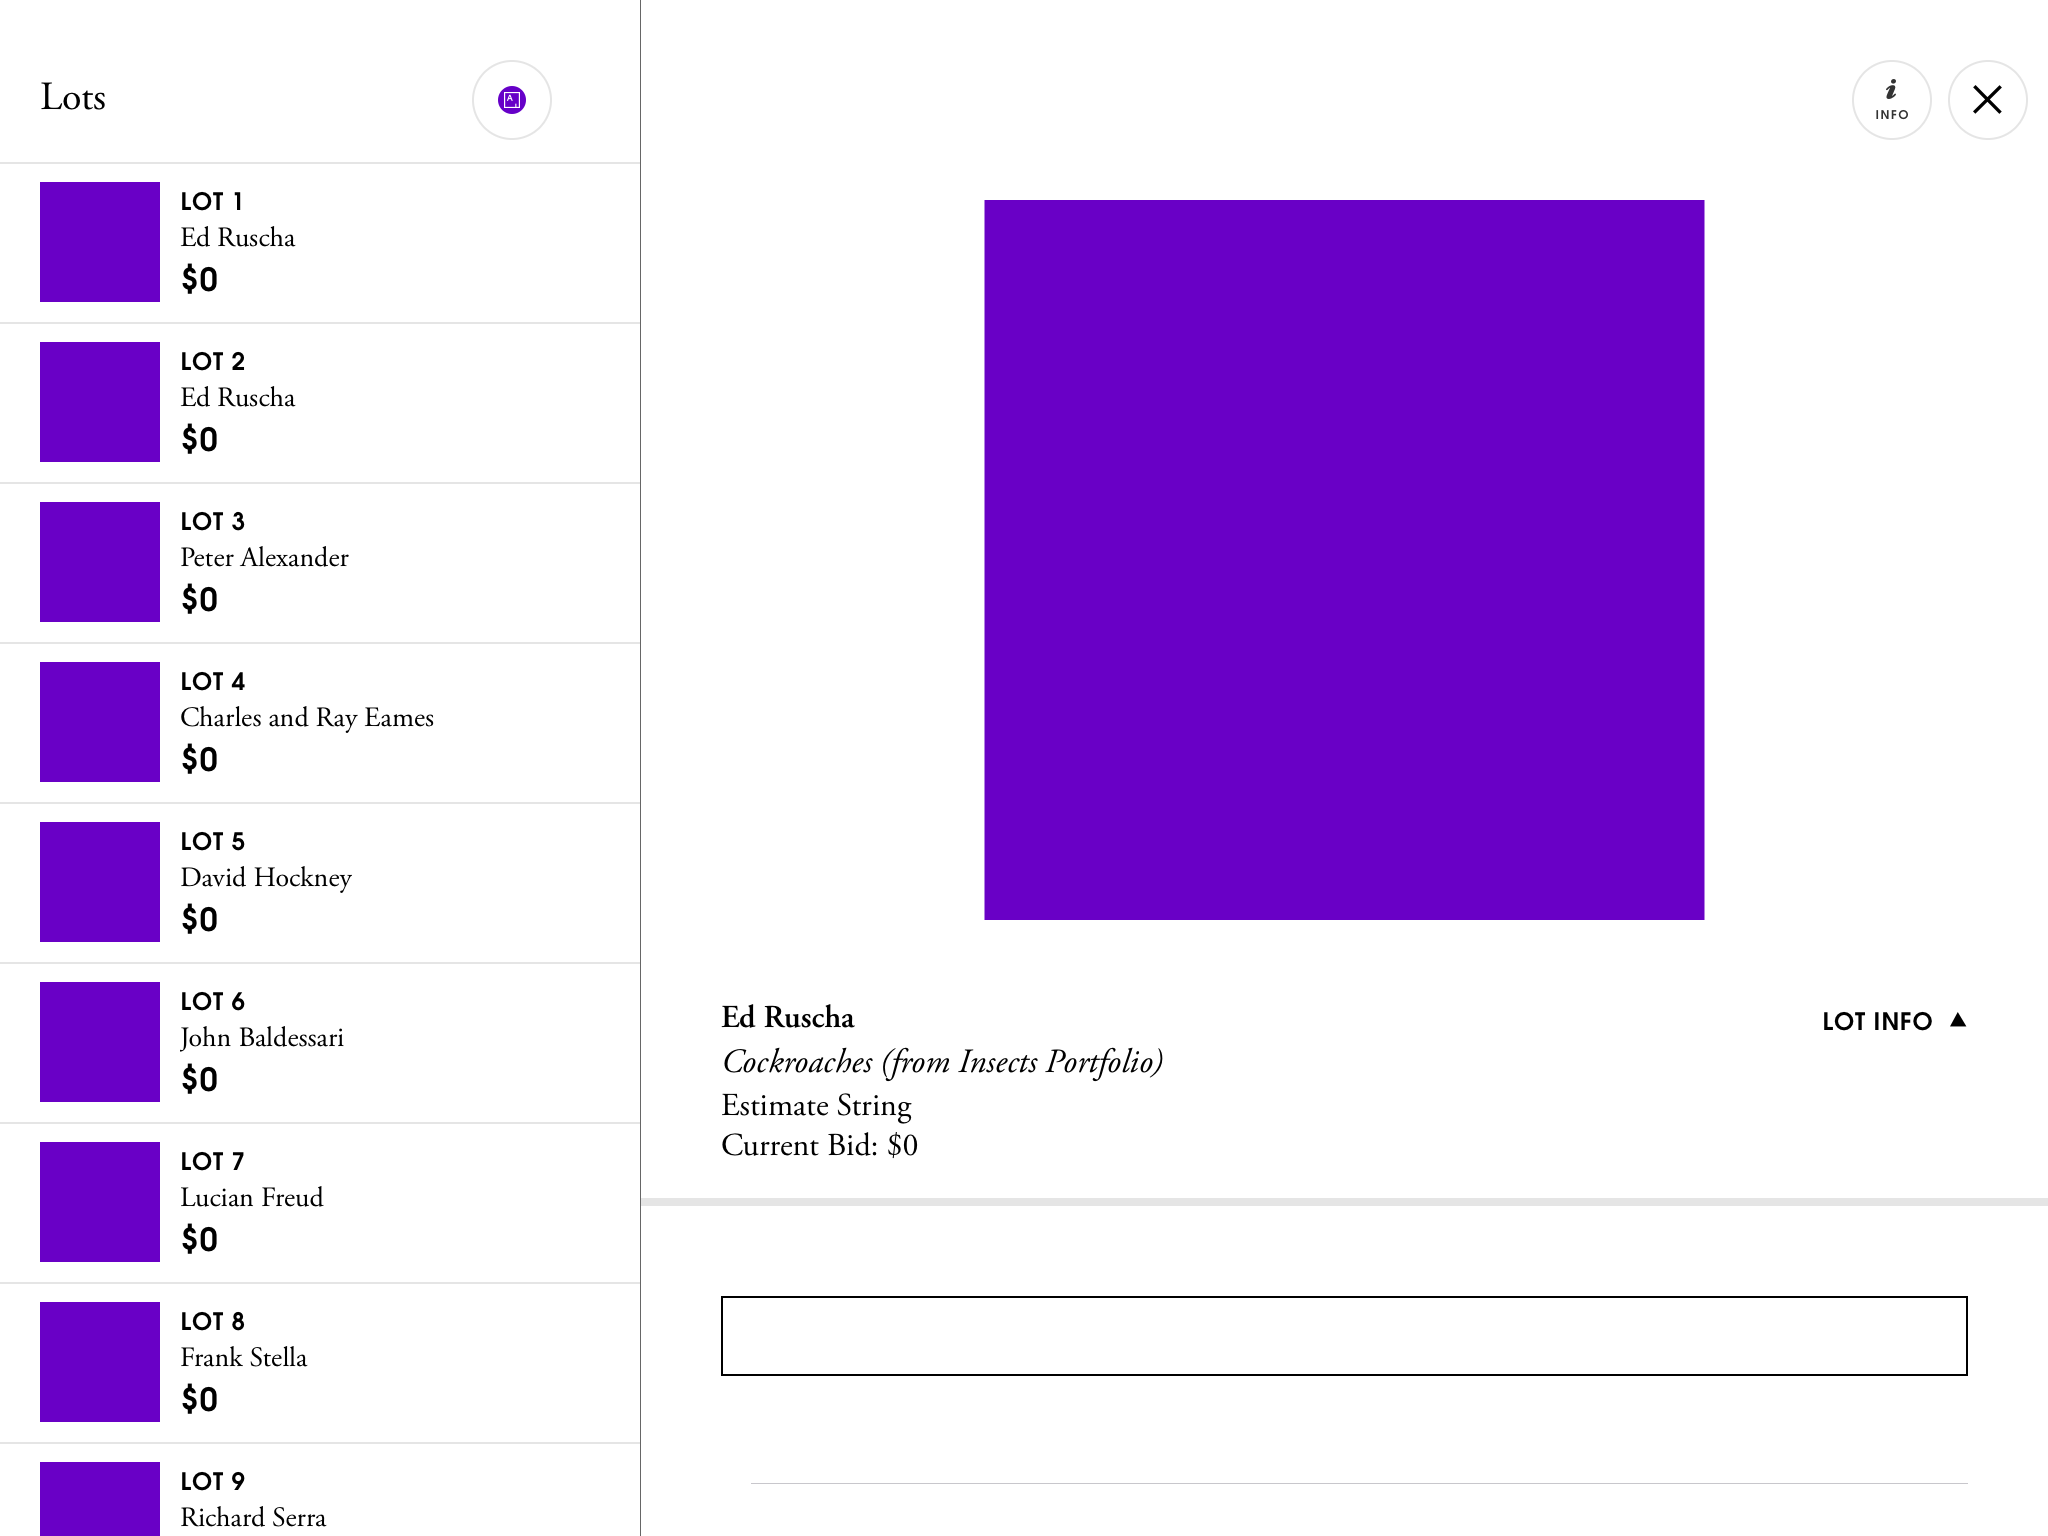 Lots
LOT 1
Ed Ruscha
$0
LOT 2
Ed Ruscha
$0
LOT 3
Peter Alexander
$0
LOT 4
Charles and Ray Eames
$0
LOT 5
David Hockney
$0
LOT 6
John Baldessari
$0
LOT 7
Lucian Freud
$0
LOT 8
Frank Stella
$0
LOT 9
Richard Serra
i
INFO
Ed Ruscha
LOT INFO ▲
Cockroaches (from Insects Portfolio)
Estimate String
Current Bid: $0